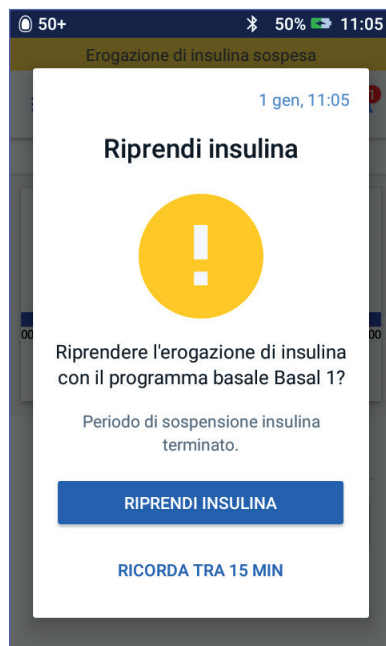 50+
50%
11:05
Erogazione di insulina sospesa
1
1 gen, 11:05
Riprendi insulina
!
Riprendere l'erogazione di insulina
con il programma basale Basal 1?
Periodo di sospensione insulina
terminato.
RIPRENDI INSULINA
RICORDA TRA 15 MIN